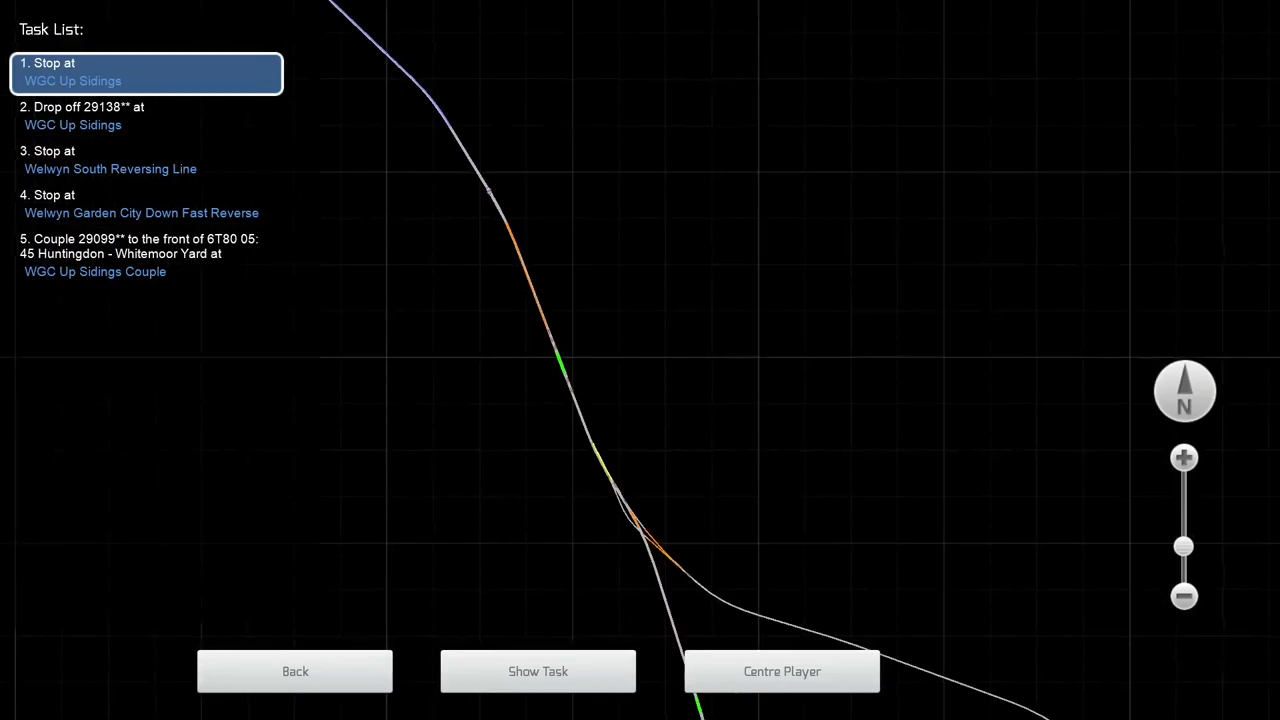 Task List:
1. Stop at
WGC Up Sidings
2. Drop off 29138** at
WGC Up Sidings
3. Stop at
Welwyn South Reversing Line
4. Stop at
Welwyn Garden City Down Fast Reverse
5. Couple 29099** to the front of 6T80 05:
45 Huntingdon - Whitemoor Yard at
WGC Up Sidings Couple
N
Back
Show Task
Centre Player